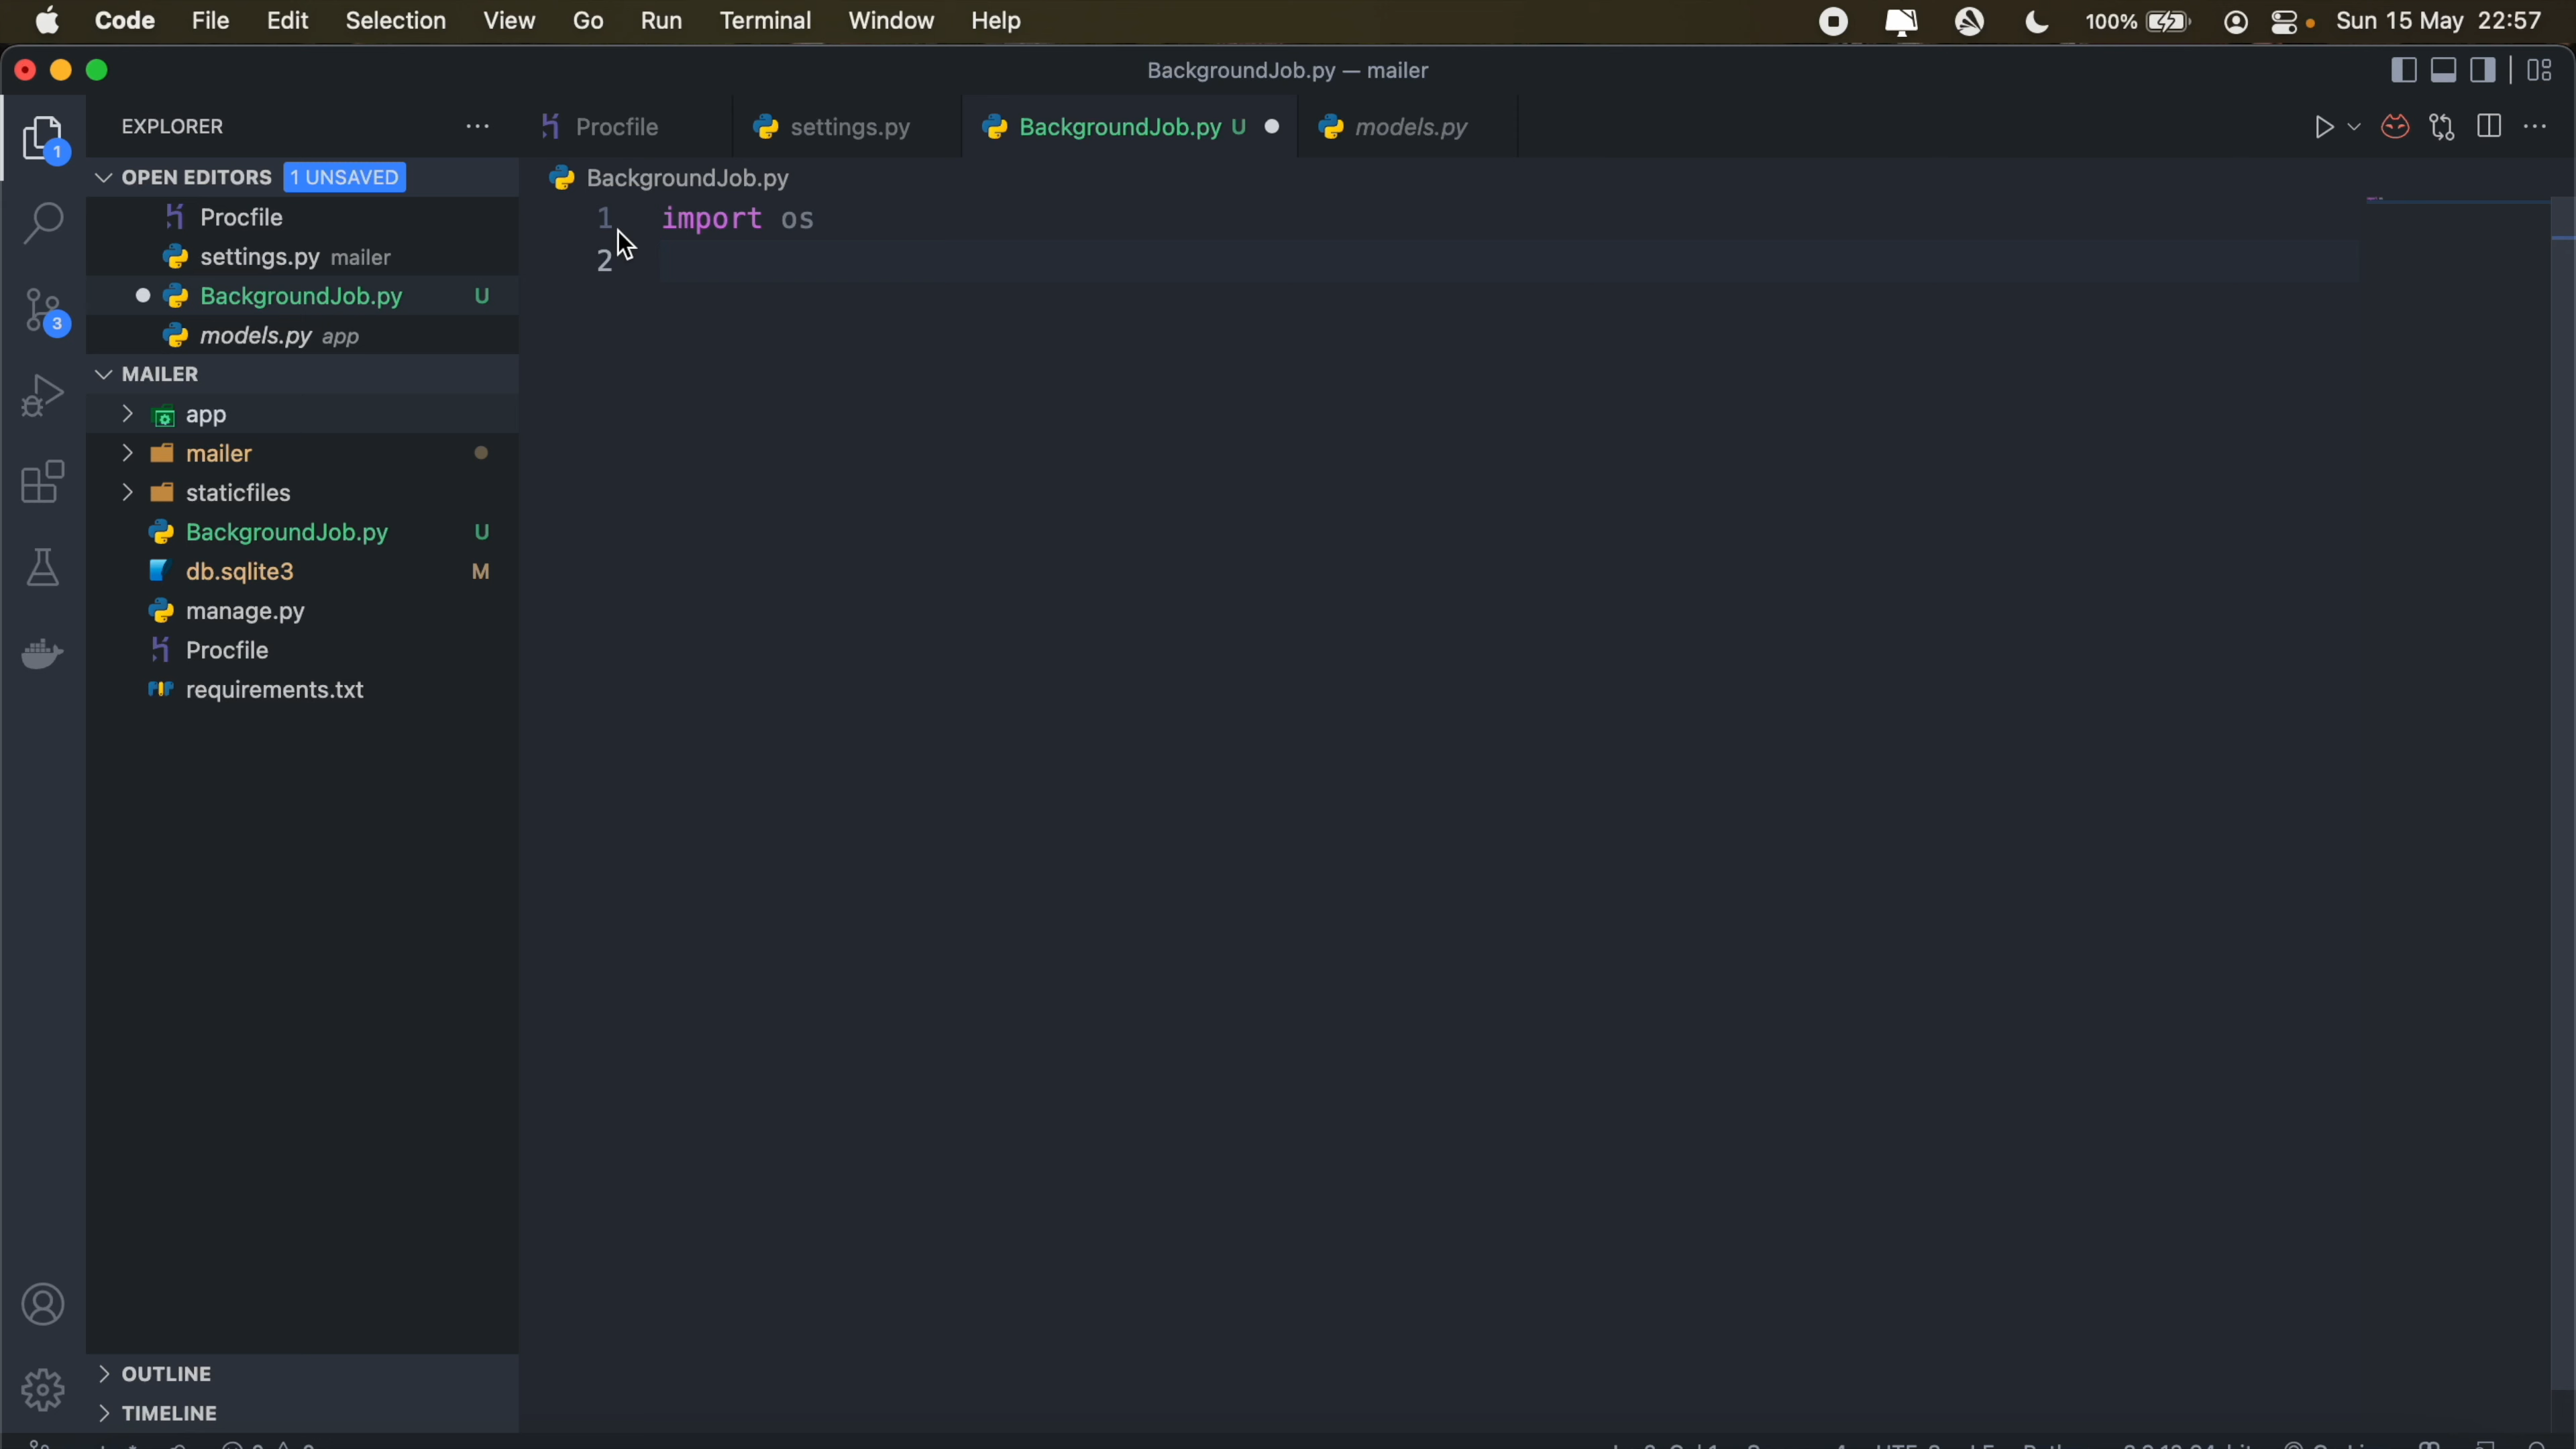 Code File Edit Selection View Go Run Terminal Window Help 100% Sun 15 May 22:57
BackgroundJob.py — mailer
EXPLORER
Procfile settings.py BackgroundJob.py U models.py
OPEN EDITORS 1 UNSAVED
BackgroundJob.py
Procfile
settings.py mailer
BackgroundJob.py U
models.py app
1 import os
2
MAILER
app
mailer
staticfiles
BackgroundJob.py U
db.sqlite3 M
manage.py
Procfile
requirements.txt
1
3
OUTLINE
TIMELINE